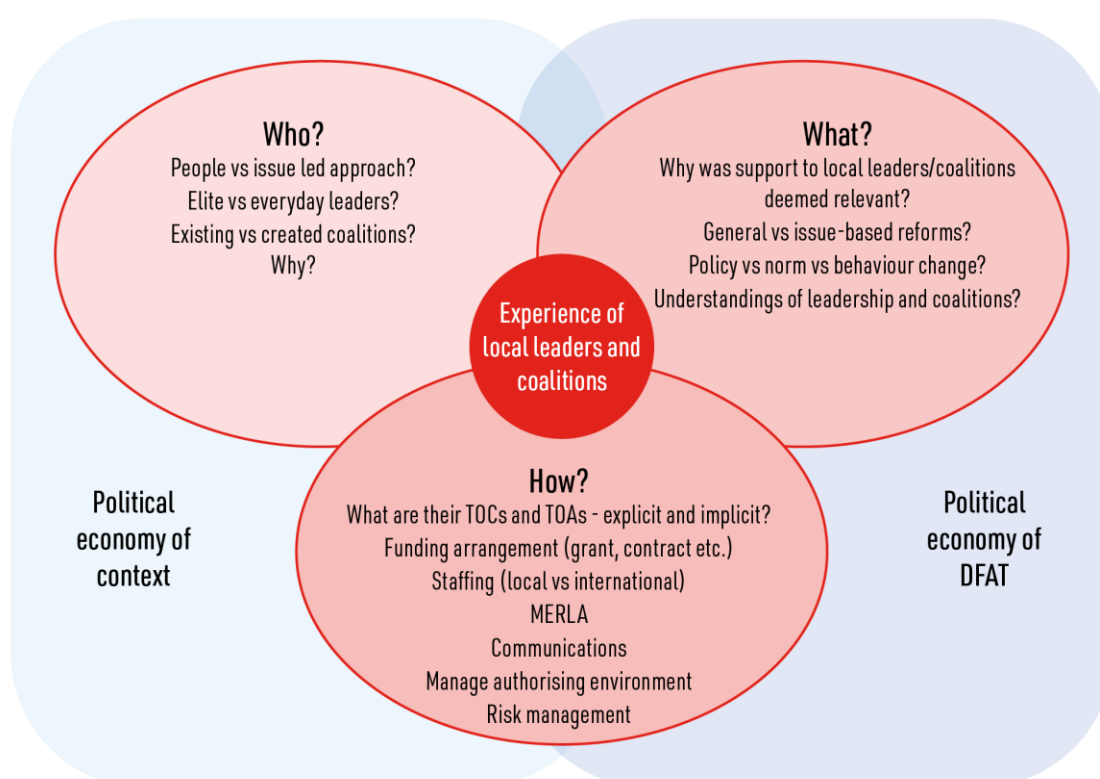 Who?
People vs issue led approach?
Elite vs everyday leaders?
Existing vs created coalitions?
Why?
What?
Why was support to local leaders/coalitions
deemed relevant?
General vs issue-based reforms?
Policy vs norm vs behaviour change?
Understandings of leadership and coalitions?
Experience of
local leaders and
coalitions
How?
What are their TOCs and TOAs - explicit and implicit?
Funding arrangement (grant, contract etc.)
Staffing (local vs international)
MERLA
Communications
Manage authorising environment
Risk management
Political
economy of
context
Political
economy of
DFAT